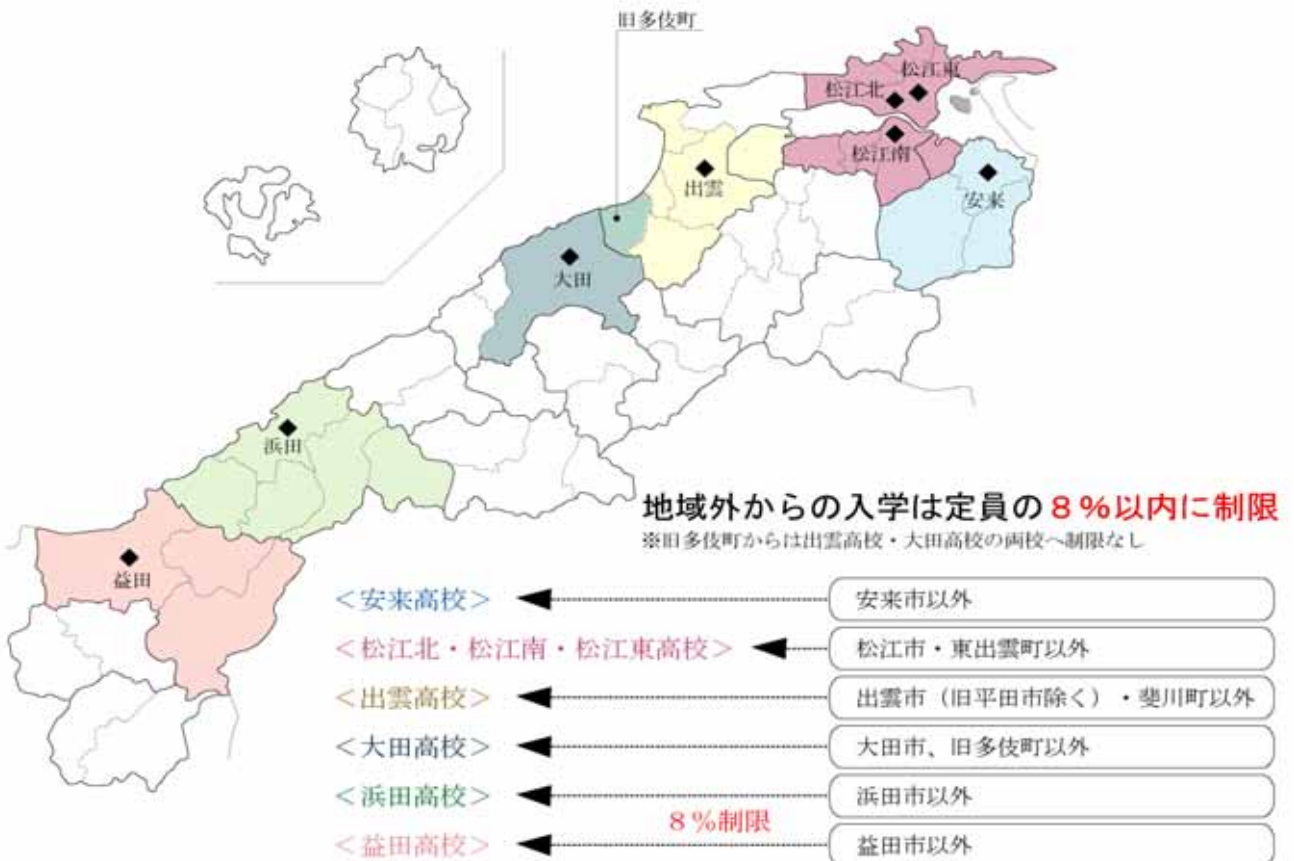 旧多伎町
松江東
松江北
松江南
出雲
安来
大田
浜田
益田
地域外からの入学は定員の8%以内に制限
※旧多伎町からは出雲高校・大田高校の両校へ制限なし
<安来高校> 安来市以外
<松江北・松江南・松江東高校> 松江市・東出雲町以外
<出雲高校> 出雲市（旧平田市除く）・斐川町以外
<大田高校> 大田市、旧多伎町以外
<浜田高校> 浜田市以外
8%制限
<益田高校> 益田市以外